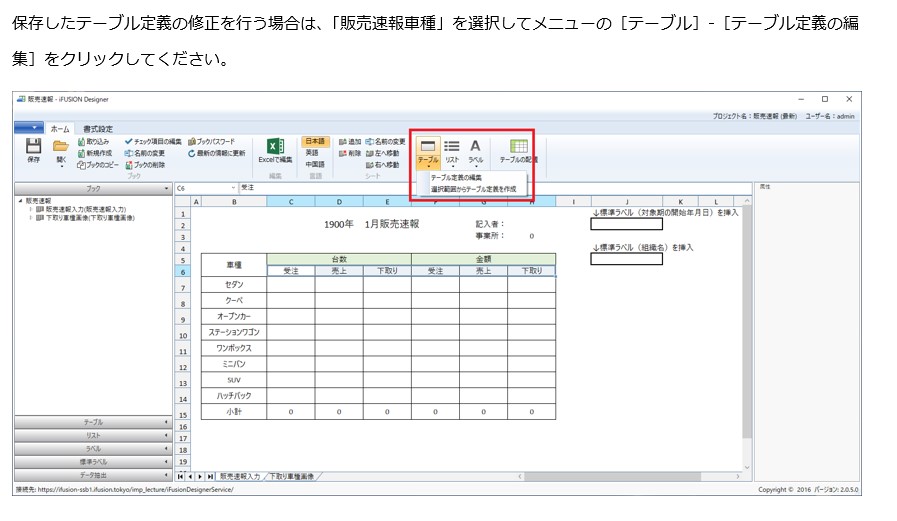 保存したテーブル定義の修正を行う場合は、「販売速報車種」を選択してメニューの［テーブル］-［テーブル定義の編
集］をクリックしてください。
販売速報 - iFUSION Designer
プロジェクト名：販売速報 (最新) ユーザー名：admin
ホーム 書式設定
取り込み チェック項目の編集 ブックパスワード 日本語 追加 名前の変更
保存 開く 新規作成 名前の変更 最新の情報に更新 Excelで編集 英語 削除 左へ移動 テーブル リスト ラベル テーブルの配置
ブックのコピー ブックの削除 中国語 右へ移動
ブック 編集 言語 シート
テーブル定義の編集
選択範囲からテーブル定義を作成
ブック C6 受注 属性
販売速報
販売速報入力(販売速報入力)
下取り車種画像(下取り車種画像)
A B C D E F G H I J K L
1 ↓標準ラベル（対象期の開始年月日）を挿入
2 1900年 1月販売速報 記入者：
3 事業所： 0
4 ↓標準ラベル（組織名）を挿入
5 車種 台数 金額
6 受注 売上 下取り 受注 売上 下取り
7 セダン
8 クーペ
9 オープンカー
10 ステーションワゴン
11 ワンボックス
12 ミニバン
13 SUV
14 ハッチバック
15 小計 0 0 0 0 0 0
16
17
18
19
テーブル
リスト
ラベル
標準ラベル
データ抽出
販売速報入力 下取り車種画像
接続先: https://ifusion-ssb1.ifusion.tokyo/imp_lecture/iFusionDesignerService/ Copyright © 2016 バージョン: 2.0.5.0